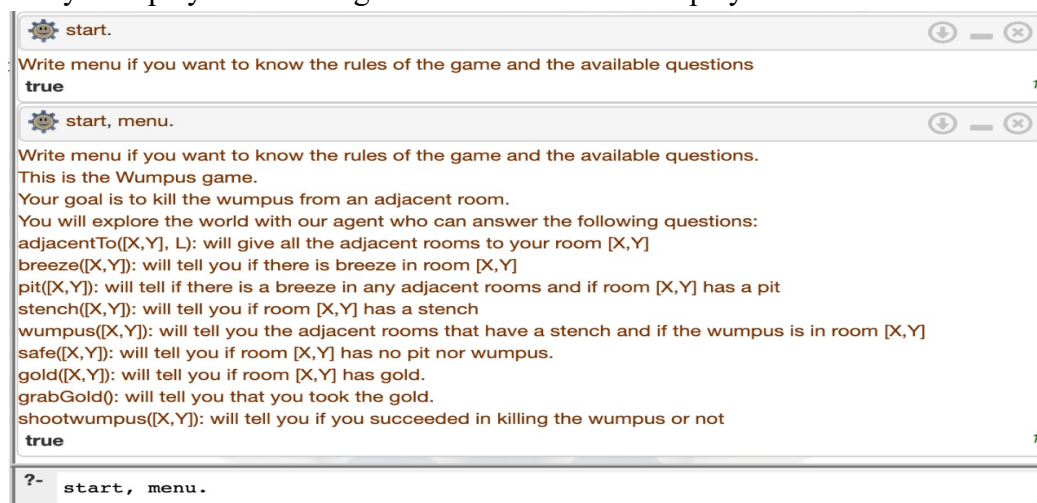 start.
Write menu if you want to know the rules of the game and the available questions
true
start, menu.
Write menu if you want to know the rules of the game and the available questions.
This is the Wumpus game.
Your goal is to kill the wumpus from an adjacent room.
You will explore the world with our agent who can answer the following questions:
adjacentTo([X,Y], L): will give all the adjacent rooms to your room [X,Y]
breeze([X,Y]): will tell you if there is breeze in room [X,Y]
pit([X,Y]): will tell if there is a breeze in any adjacent rooms and if room [X,Y] has a pit
stench([X,Y]): will tell you if room [X,Y] has a stench
wumpus([X,Y]): will tell you the adjacent rooms that have a stench and if the wumpus is in room [X,Y]
safe([X,Y]): will tell you if room [X,Y] has no pit nor wumpus.
gold([X,Y]): will tell you if room [X,Y] has gold.
grabGold(): will tell you that you took the gold.
shootwumpus([X,Y]): will tell you if you succeeded in killing the wumpus or not
true
?- start, menu.